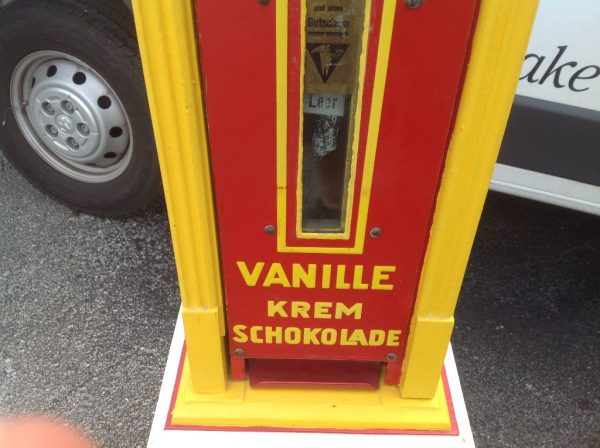 und einen
Gutschein
Leer
ake
VANILLE
KREM
SCHOKOLADE